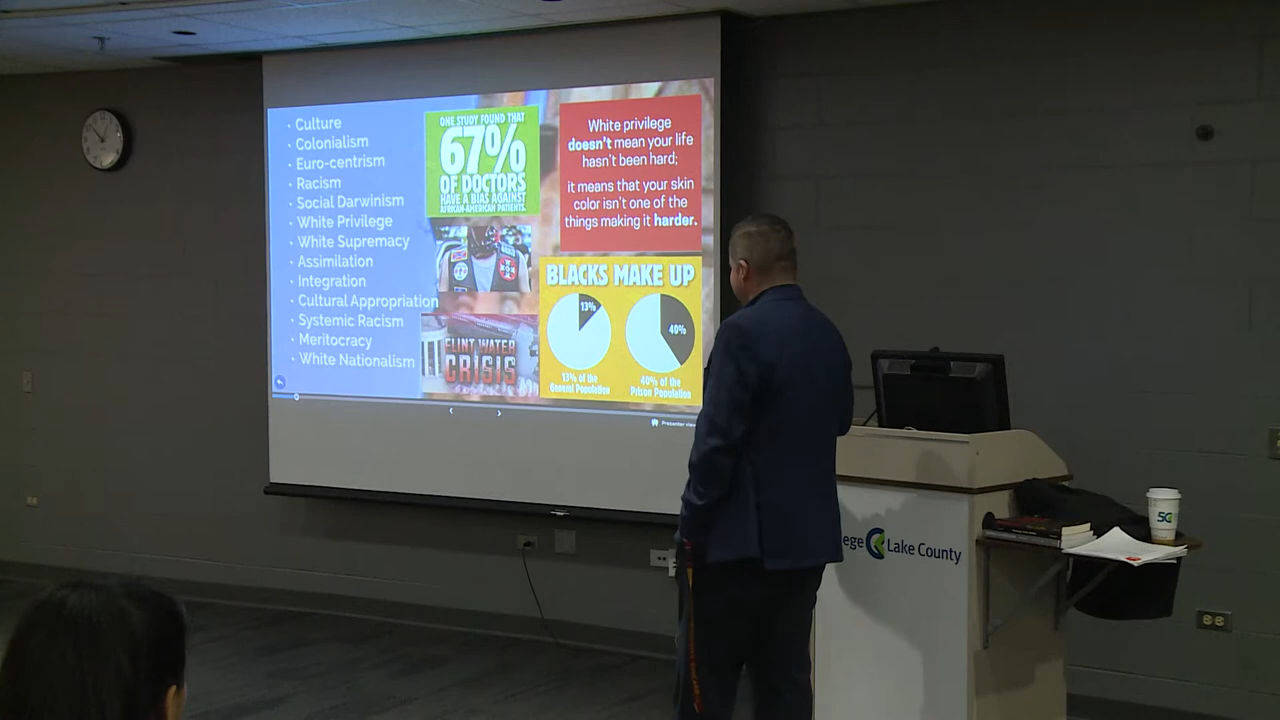 • Culture
• Colonialism
• Euro-centrism
• Racism
• Social Darwinism
• White Privilege
• White Supremacy
• Assimilation
• Integration
• Cultural Appropriation
• Systemic Racism
• Meritocracy
• White Nationalism
ONE STUDY FOUND THAT
67%
OF DOCTORS
HAVE A BIAS AGAINST
AFRICAN-AMERICAN PATIENTS.
FLINT WATER
CRISIS
White privilege
doesn't mean your life
hasn't been hard;
it means that your skin
color isn't one of the
things making it harder.
BLACKS MAKE UP
13%
40%
13% of the
General Population
40% of the
Prison Population
Presenter view
ege Lake County
50